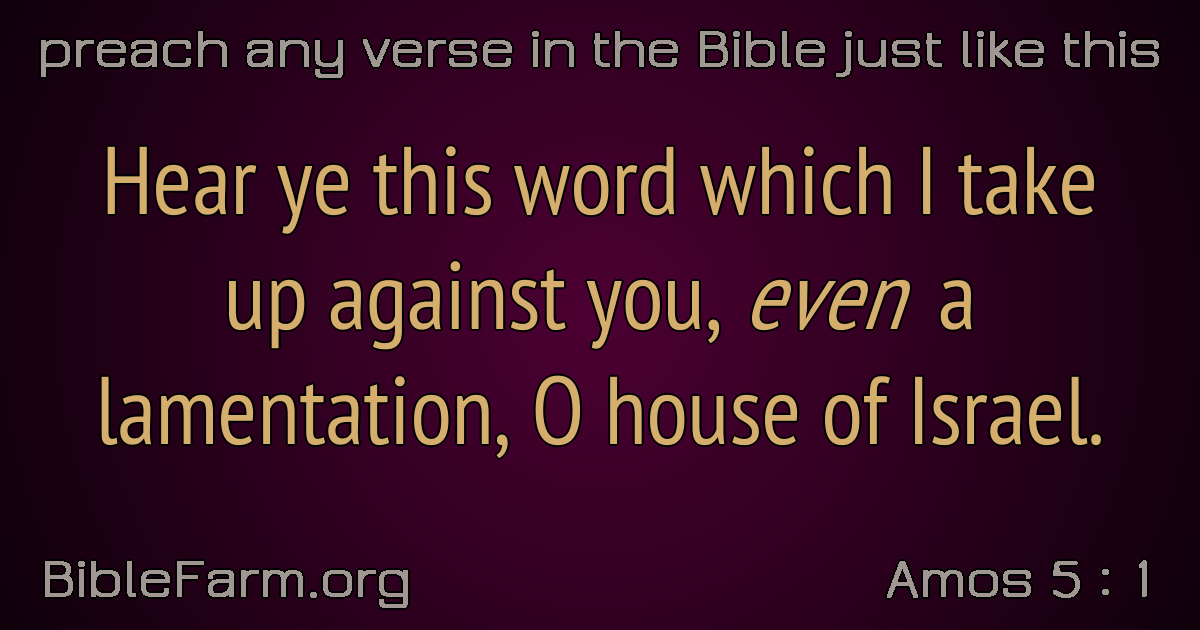 preach any verse in the Bible just like this
Hear ye this word which I take
up against you, even a
lamentation, O house of Israel.
BibleFarm.org
Amos 5 : 1